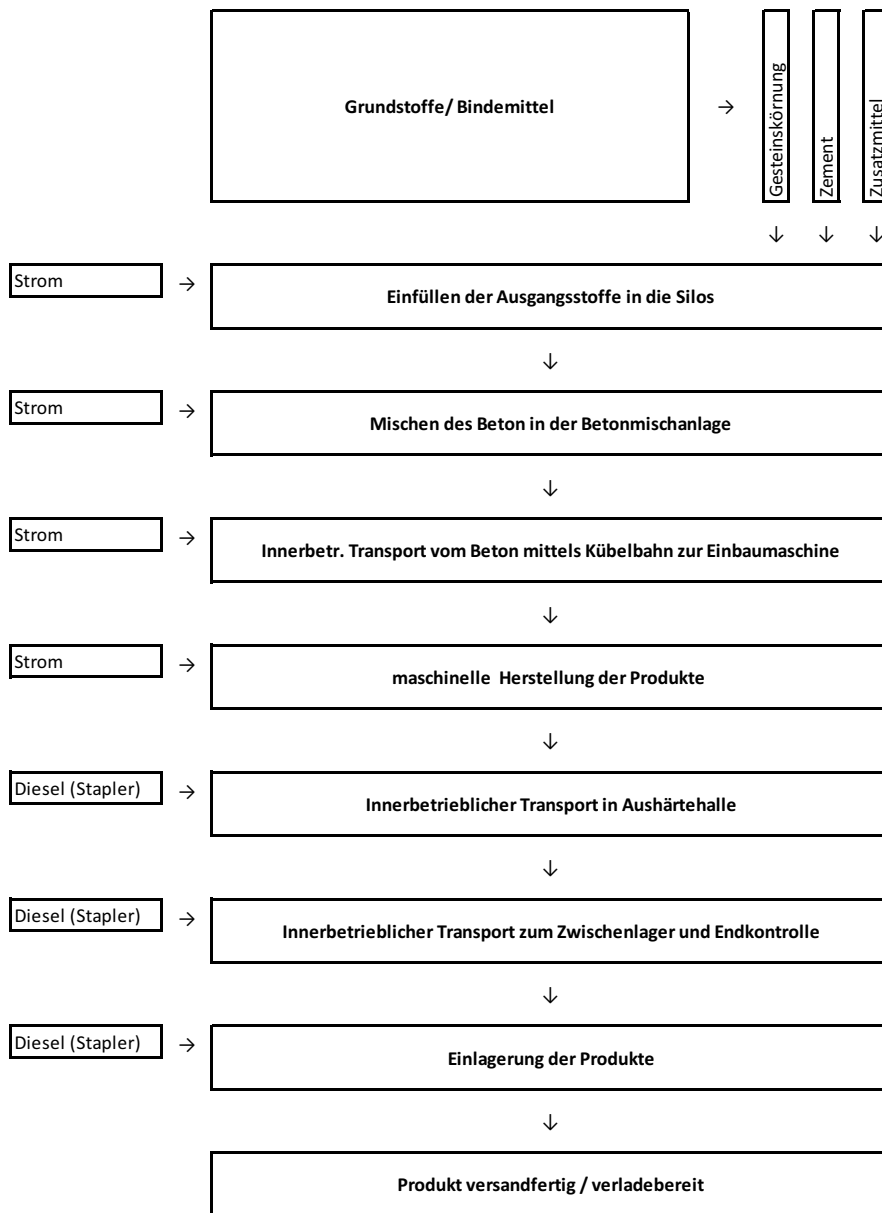 Grundstoffe/ Bindemittel
→
Gesteinskörnung
Zement
Zusatzmittel
↓ ↓ ↓
Strom → Einfüllen der Ausgangsstoffe in die Silos
↓
Strom → Mischen des Beton in der Betonmischanlage
↓
Strom → Innerbetr. Transport vom Beton mittels Kübelbahn zur Einbaumaschine
↓
Strom → maschinelle  Herstellung der Produkte
↓
Diesel (Stapler) → Innerbetrieblicher Transport in Aushärtehalle
↓
Diesel (Stapler) → Innerbetrieblicher Transport zum Zwischenlager und Endkontrolle
↓
Diesel (Stapler) → Einlagerung der Produkte
↓
Produkt versandfertig / verladebereit